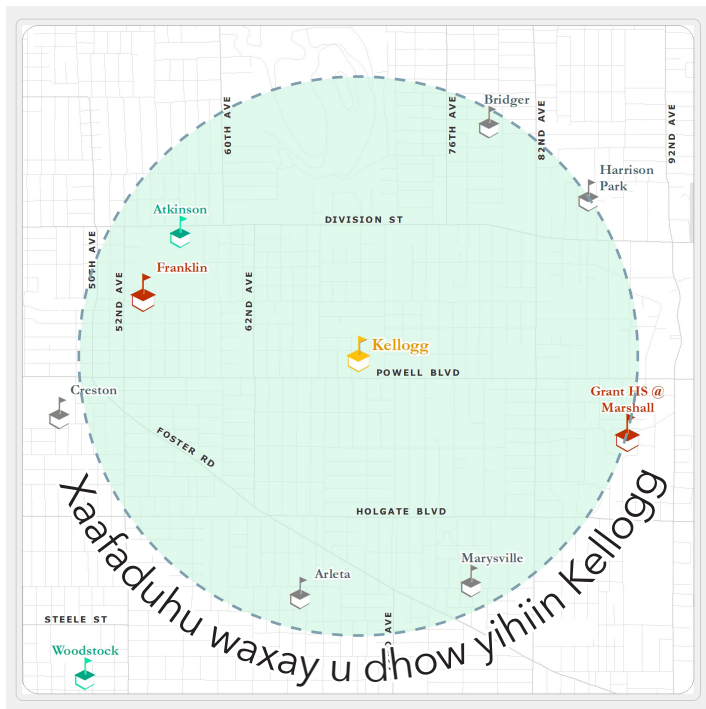 Bridger
60TH AVE
76TH AVE
82ND AVE
92ND AVE
Harrison
Park
Atkinson
DIVISION ST
50TH AVE
Franklin
52ND AVE
62ND AVE
Kellogg
POWELL BLVD
Creston
Grant HS @
Marshall
FOSTER RD
HOLGATE BLVD
Marysville
Arleta
STEELE ST
AVE
Woodstock
Xaafaduhu waxay u dhow yihiin Kellogg